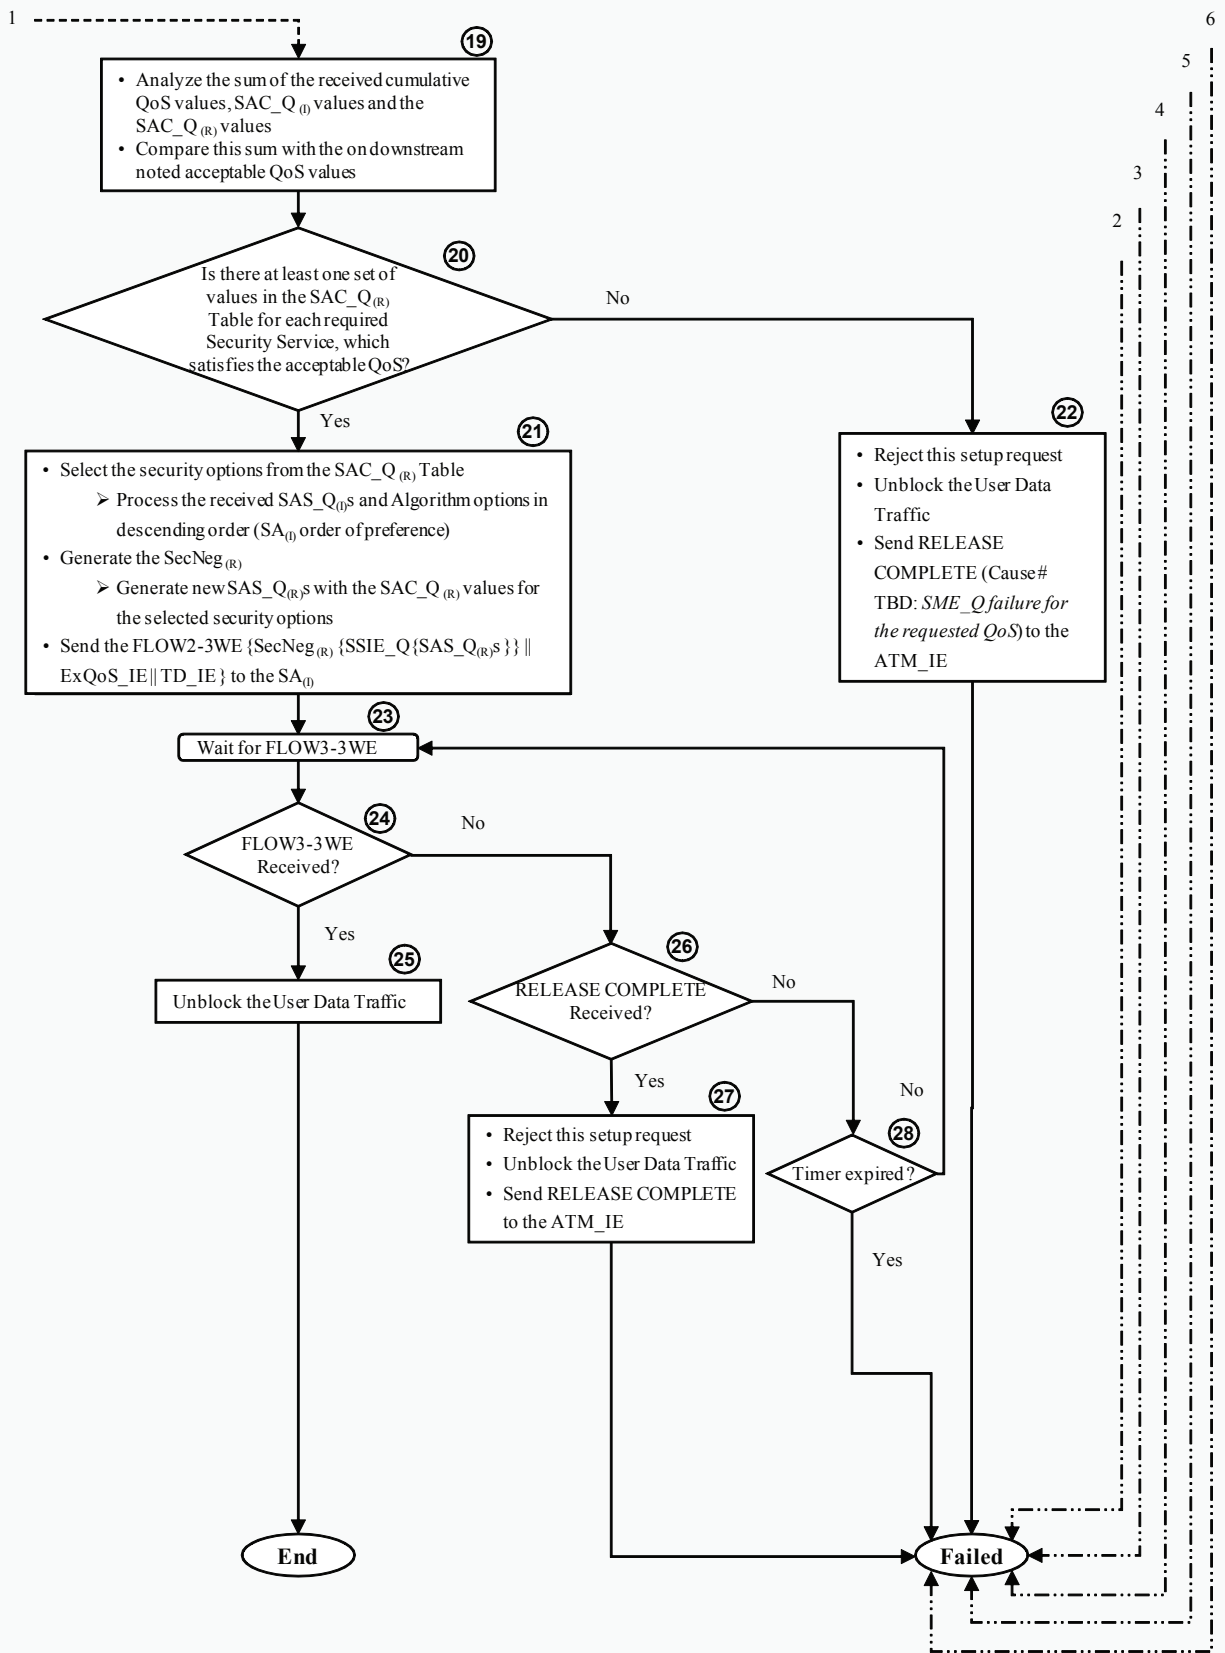 1
6
5
4
3
2
19
• Analyze the sum of the received cumulative
QoS values, SAC_Q (I) values and the
SAC_Q (R) values
• Compare this sum with the on downstream
noted acceptable QoS values
20
Is there at least one set of
values in the SAC_Q (R)
Table for each required
Security Service, which
satisfies the acceptable QoS?
No
Yes
21
• Select the security options from the SAC_Q (R) Table
➢ Process the received SAS_Q(I)s and Algorithm options in
descending order (SA(I) order of preference)
• Generate the SecNeg (R)
➢ Generate new SAS_Q(R)s with the SAC_Q (R) values for
the selected security options
• Send the FLOW2-3WE {SecNeg (R) {SSIE_Q{SAS_Q(R)s}} ||
ExQoS_IE || TD_IE} to the SA(I)
22
• Reject this setup request
• Unblock the User Data
Traffic
• Send RELEASE
COMPLETE (Cause #
TBD: SME_Q failure for
the requested QoS) to the
ATM_IE
23
Wait for FLOW3-3WE
24
FLOW3-3WE
Received?
No
Yes
25
Unblock the User Data Traffic
26
RELEASE COMPLETE
Received?
No
Yes
27
• Reject this setup request
• Unblock the User Data Traffic
• Send RELEASE COMPLETE
to the ATM_IE
No
28
Timer expired?
Yes
End
Failed